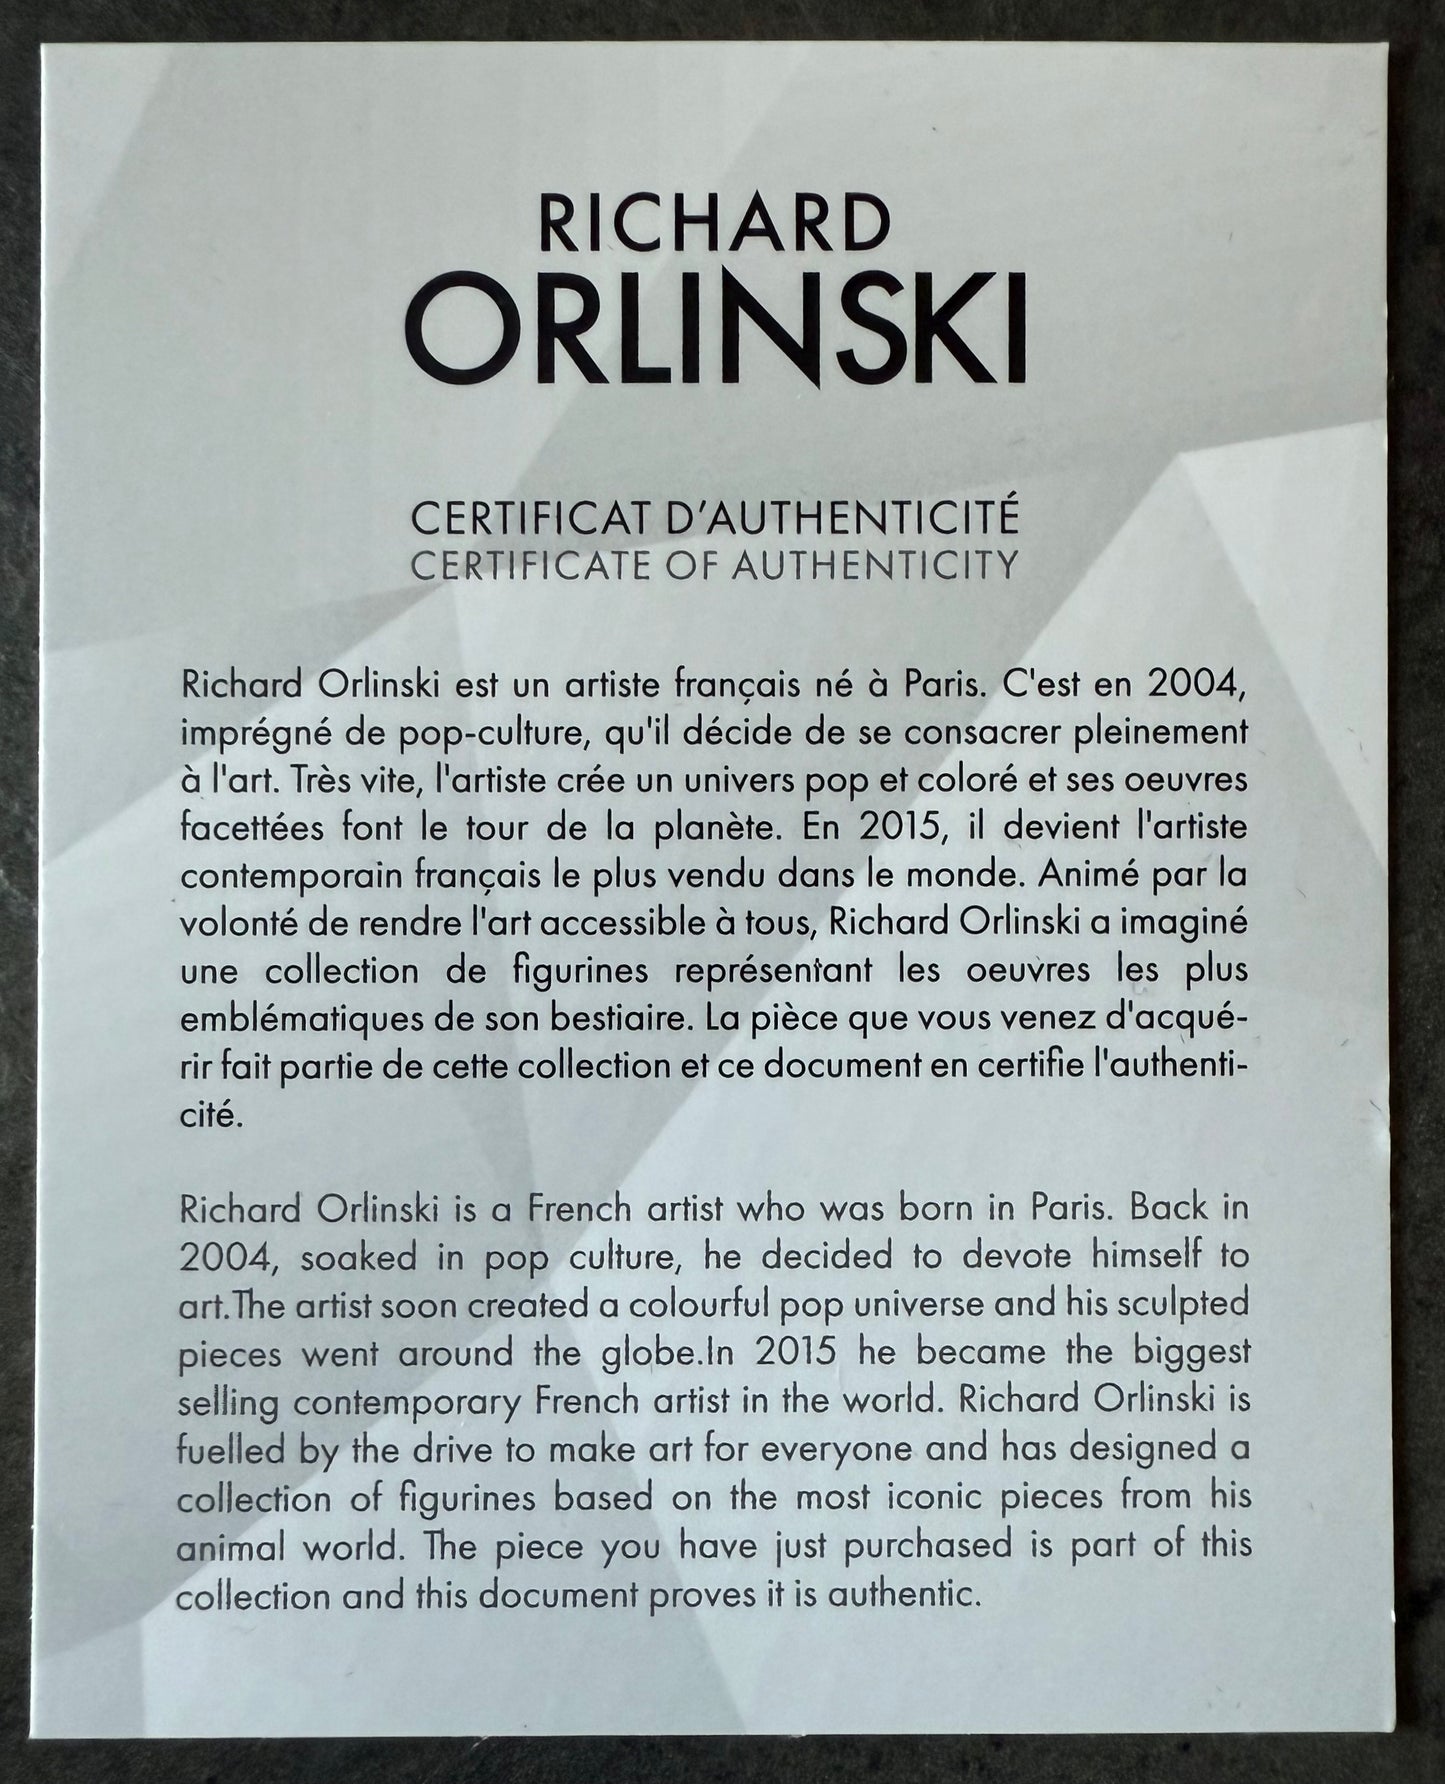 RICHARD
ORLINSKI
CERTIFICAT D'AUTHENTICITÉ
CERTIFICATE OF AUTHENTICITY
Richard Orlinski est un artiste français né à Paris. C'est en 2004,
imprégné de pop-culture, qu'il décide de se consacrer pleinement
à l'art. Très vite, l'artiste crée un univers pop et coloré et ses oeuvres
facettées font le tour de la planète. En 2015, il devient l'artiste
contemporain français le plus vendu dans le monde. Animé par la
volonté de rendre l'art accessible à tous, Richard Orlinski a imaginé
une collection de figurines représentant les oeuvres les plus
emblématiques de son bestiaire. La pièce que vous venez d'acqué-
rir fait partie de cette collection et ce document en certifie l'authenti-
cité.
Richard Orlinski is a French artist who was born in Paris. Back in
2004, soaked in pop culture, he decided to devote himself to
art.The artist soon created a colourful pop universe and his sculpted
pieces went around the globe.In 2015 he became the biggest
selling contemporary French artist in the world. Richard Orlinski is
fuelled by the drive to make art for everyone and has designed a
collection of figurines based on the most iconic pieces from his
animal world. The piece you have just purchased is part of this
collection and this document proves it is authentic.